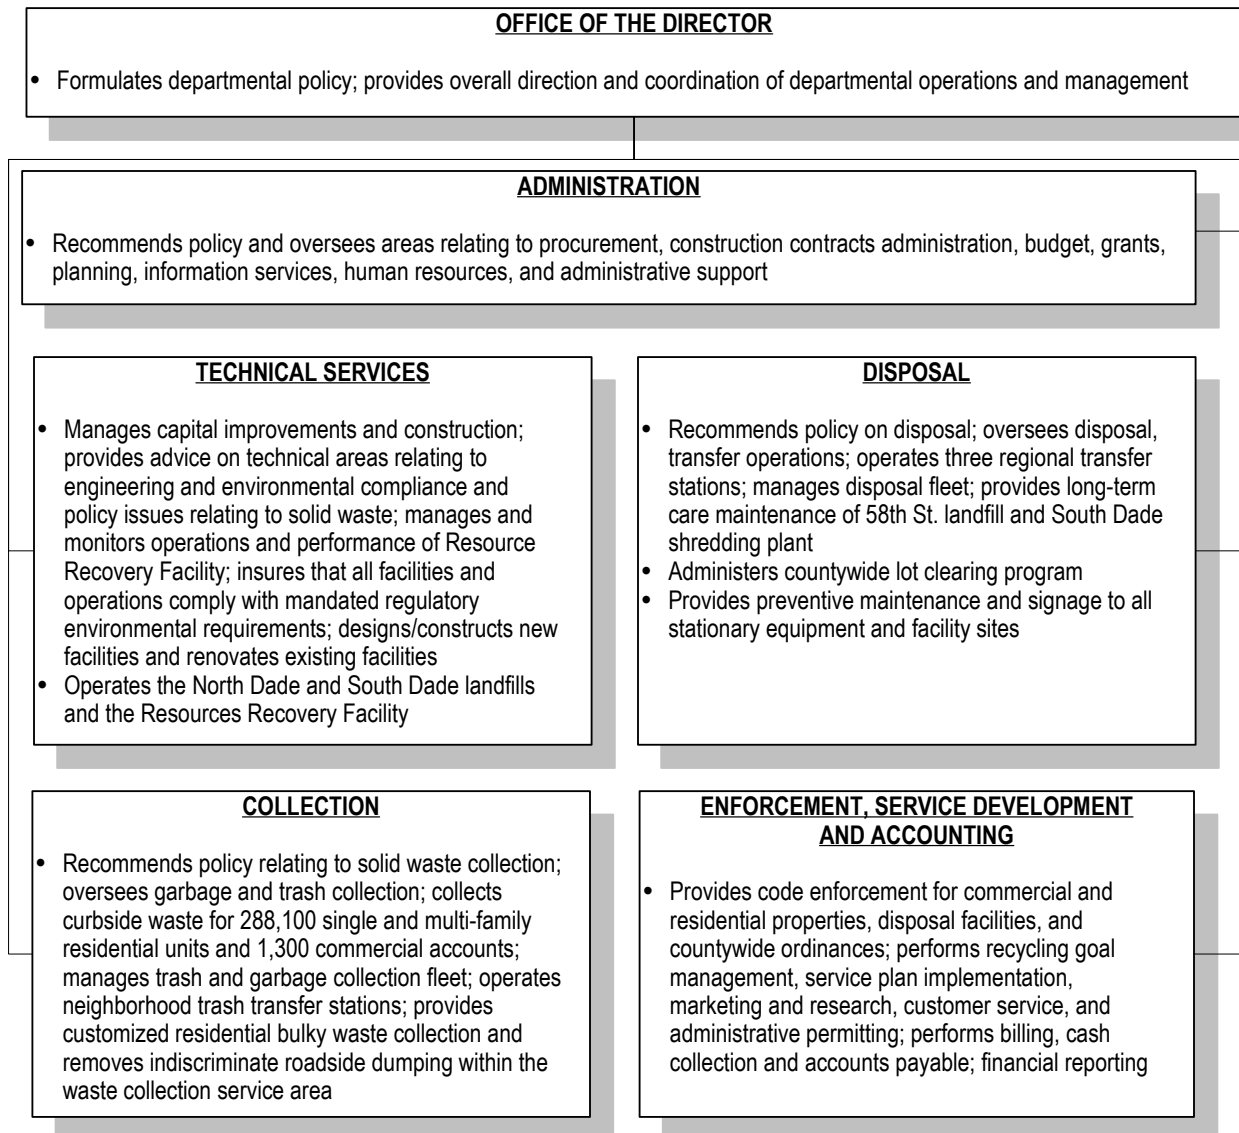 OFFICE OF THE DIRECTOR
• Formulates departmental policy; provides overall direction and coordination of departmental operations and management
ADMINISTRATION
• Recommends policy and oversees areas relating to procurement, construction contracts administration, budget, grants,
planning, information services, human resources, and administrative support
TECHNICAL SERVICES
• Manages capital improvements and construction;
provides advice on technical areas relating to
engineering and environmental compliance and
policy issues relating to solid waste; manages and
monitors operations and performance of Resource
Recovery Facility; insures that all facilities and
operations comply with mandated regulatory
environmental requirements; designs/constructs new
facilities and renovates existing facilities
• Operates the North Dade and South Dade landfills
and the Resources Recovery Facility
DISPOSAL
• Recommends policy on disposal; oversees disposal,
transfer operations; operates three regional transfer
stations; manages disposal fleet; provides long-term
care maintenance of 58th St. landfill and South Dade
shredding plant
• Administers countywide lot clearing program
• Provides preventive maintenance and signage to all
stationary equipment and facility sites
COLLECTION
• Recommends policy relating to solid waste collection;
oversees garbage and trash collection; collects
curbside waste for 288,100 single and multi-family
residential units and 1,300 commercial accounts;
manages trash and garbage collection fleet; operates
neighborhood trash transfer stations; provides
customized residential bulky waste collection and
removes indiscriminate roadside dumping within the
waste collection service area
ENFORCEMENT, SERVICE DEVELOPMENT
AND ACCOUNTING
• Provides code enforcement for commercial and
residential properties, disposal facilities, and
countywide ordinances; performs recycling goal
management, service plan implementation,
marketing and research, customer service, and
administrative permitting; performs billing, cash
collection and accounts payable; financial reporting